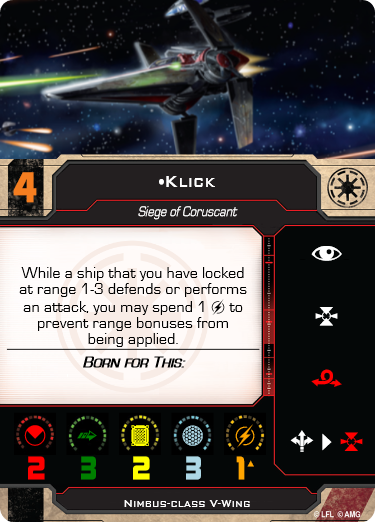 4
•Klick
Siege of Coruscant
While a ship that you have locked
at range 1-3 defends or performs
an attack, you may spend 1 to
prevent range bonuses from
being applied.
Born for This:
2 3 2 3 1
Nimbus-class V-Wing
© LFL © AMG